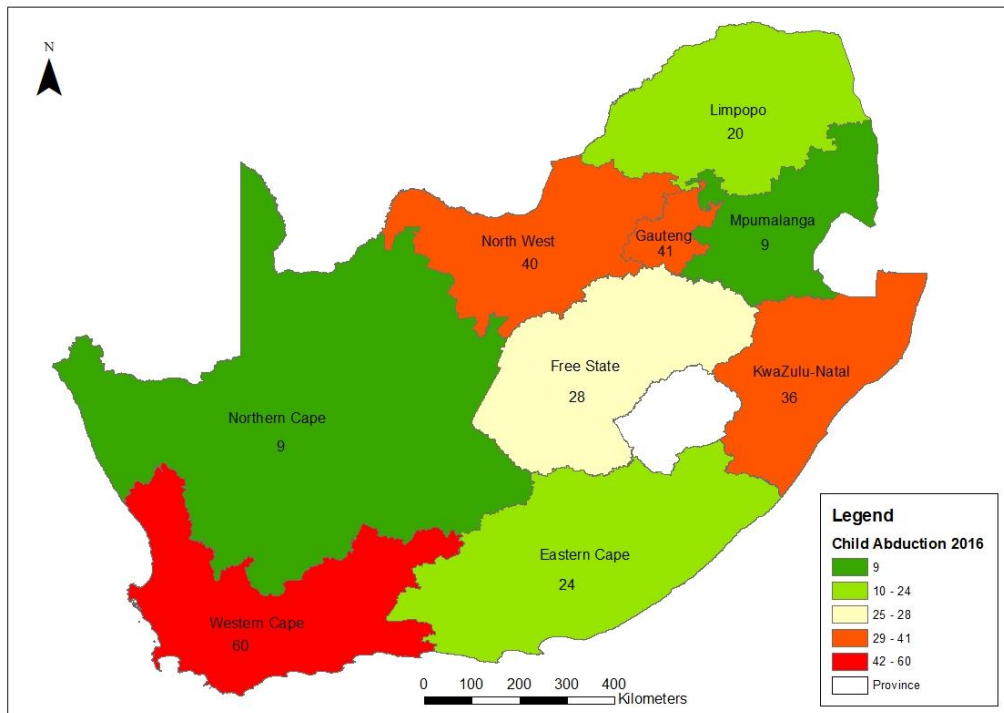 N
Limpopo
20
Mpumalanga
9
North West
40
Gauteng
41
Free State
28
KwaZulu-Natal
36
Northern Cape
9
Eastern Cape
24
Western Cape
60
Legend
Child Abduction 2016
9
10 - 24
25 - 28
29 - 41
42 - 60
Province
0 100 200 300 400
Kilometers